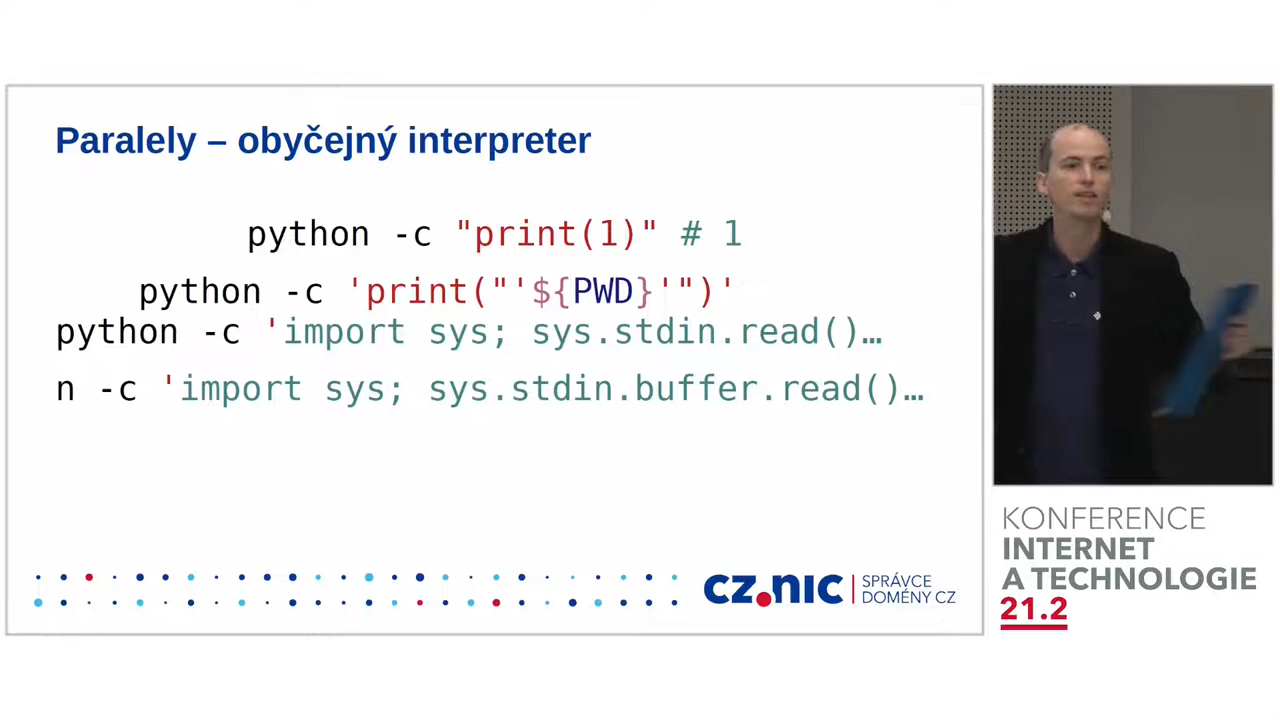 Paralely – obyčejný interpreter
python -c "print(1)" # 1
python -c 'print("'${PWD}'")'
python -c 'import sys; sys.stdin.read()…
n -c 'import sys; sys.stdin.buffer.read()…
CZ.NIC
SPRÁVCE
DOMÉNY CZ
KONFERENCE
INTERNET
A TECHNOLOGIE
21.2